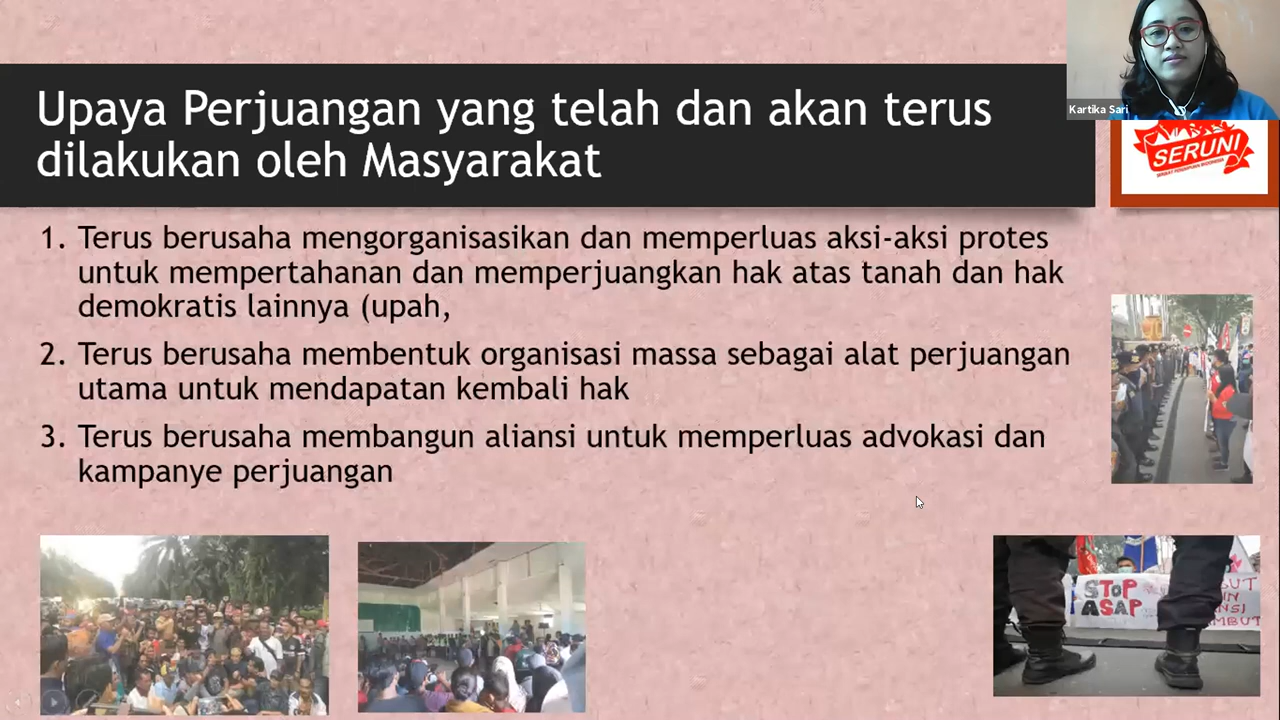 Upaya Perjuangan yang telah dan akan terus
dilakukan oleh Masyarakat
Kartika Sari
SERUNI
SERIKAT PEREMPUAN INDONESIA
1. Terus berusaha mengorganisasikan dan memperluas aksi-aksi protes
untuk mempertahanan dan memperjuangkan hak atas tanah dan hak
demokratis lainnya (upah,
2. Terus berusaha membentuk organisasi massa sebagai alat perjuangan
utama untuk mendapatan kembali hak
3. Terus berusaha membangun aliansi untuk memperluas advokasi dan
kampanye perjuangan
STOP
ASAP